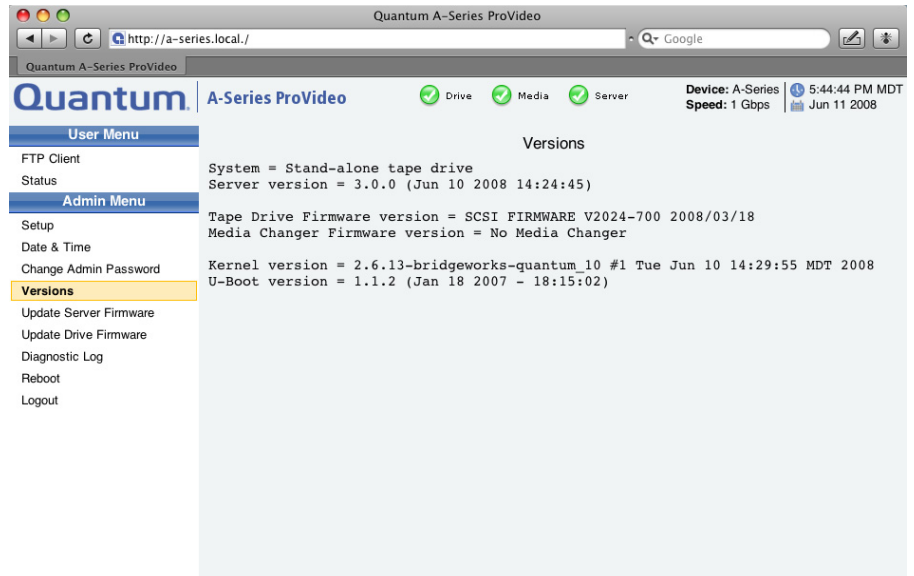 Quantum A-Series ProVideo
http://a-series.local./
Google
Quantum A-Series ProVideo
Quantum.
A-Series ProVideo
Drive
Media
Server
Device: A-Series
Speed: 1 Gbps
5:44:44 PM MDT
Jun 11 2008
User Menu
FTP Client
Status
Admin Menu
Setup
Date & Time
Change Admin Password
Versions
Update Server Firmware
Update Drive Firmware
Diagnostic Log
Reboot
Logout
Versions
System = Stand-alone tape drive
Server version = 3.0.0 (Jun 10 2008 14:24:45)
Tape Drive Firmware version = SCSI FIRMWARE V2024-700 2008/03/18
Media Changer Firmware version = No Media Changer
Kernel version = 2.6.13-bridgeworks-quantum_10 #1 Tue Jun 10 14:29:55 MDT 2008
U-Boot version = 1.1.2 (Jan 18 2007 - 18:15:02)